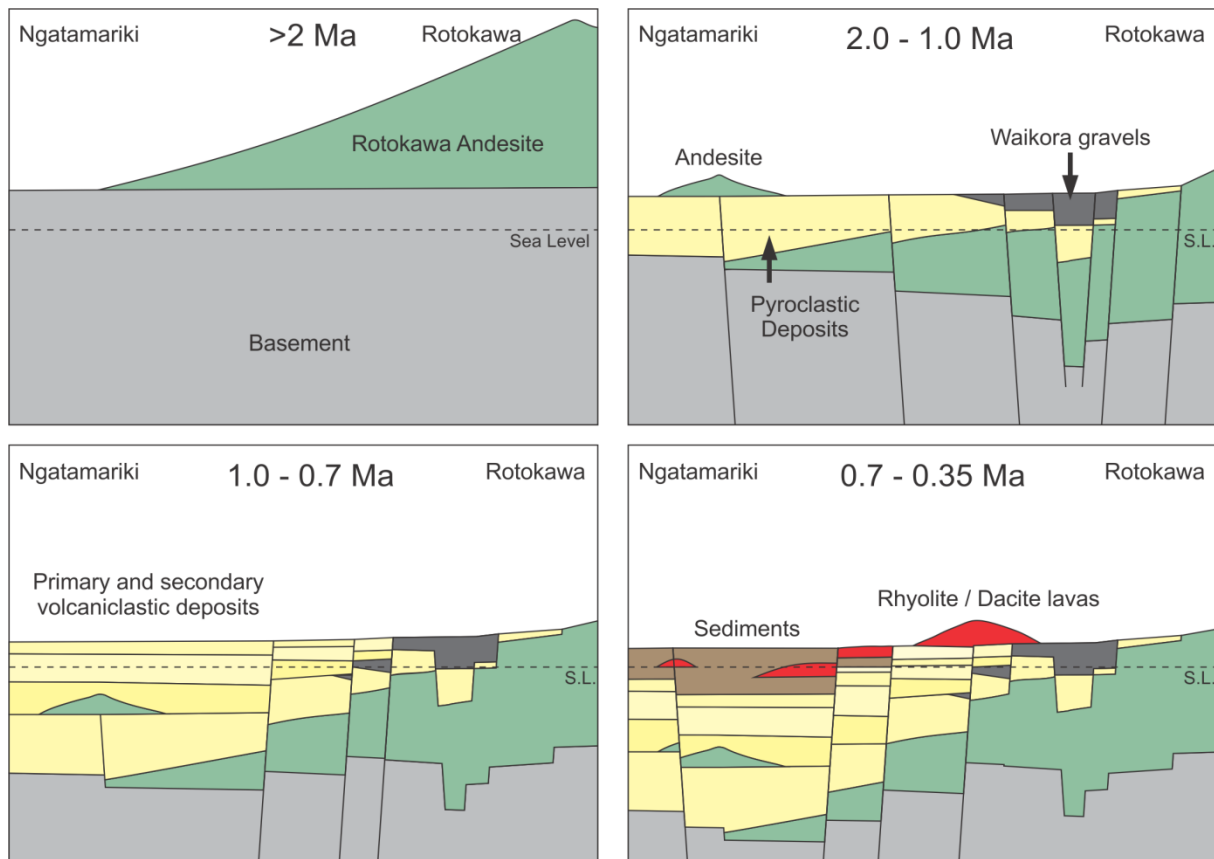 Ngatamariki
>2 Ma
Rotokawa
Rotokawa Andesite
Sea Level
Basement
Ngatamariki
2.0 - 1.0 Ma
Rotokawa
Waikora gravels
Andesite
S.L.
Pyroclastic
Deposits
Ngatamariki
1.0 - 0.7 Ma
Rotokawa
Primary and secondary
volcaniclastic deposits
S.L.
Ngatamariki
0.7 - 0.35 Ma
Rotokawa
Rhyolite / Dacite lavas
Sediments
S.L.